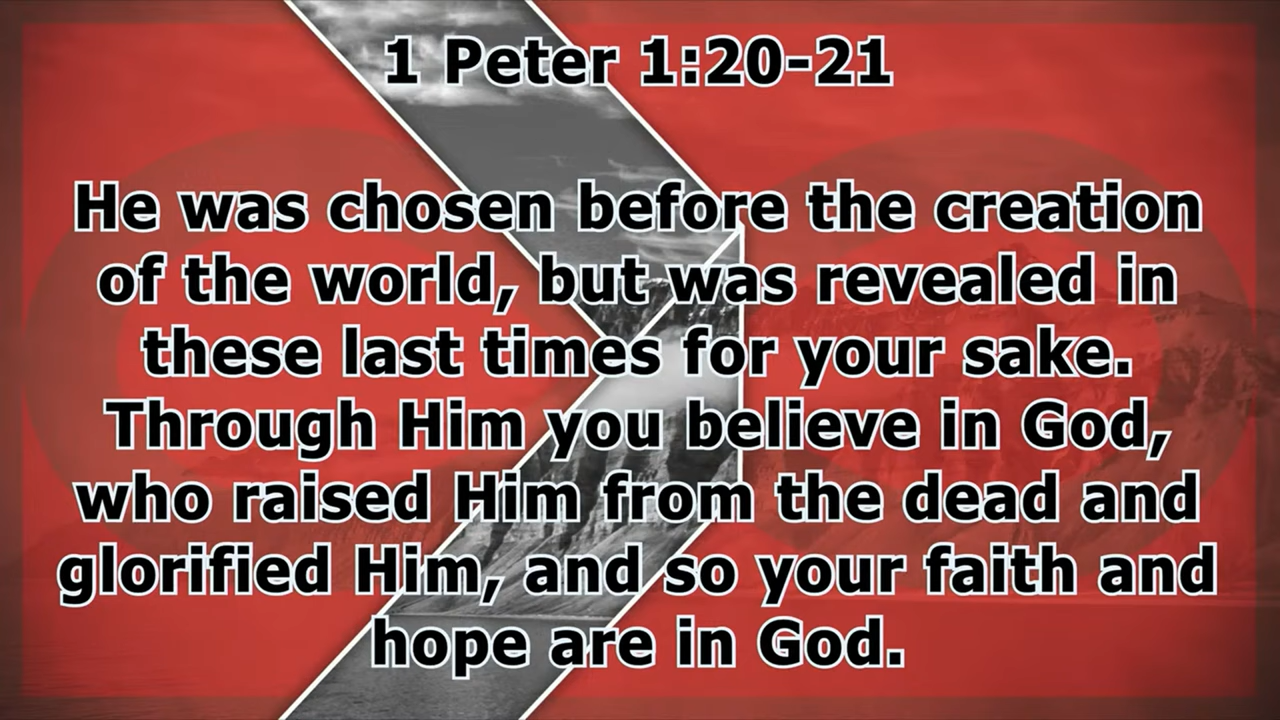 1 Peter 1:20-21
He was chosen before the creation
of the world, but was revealed in
these last times for your sake.
Through Him you believe in God,
who raised Him from the dead and
glorified Him, and so your faith and
hope are in God.